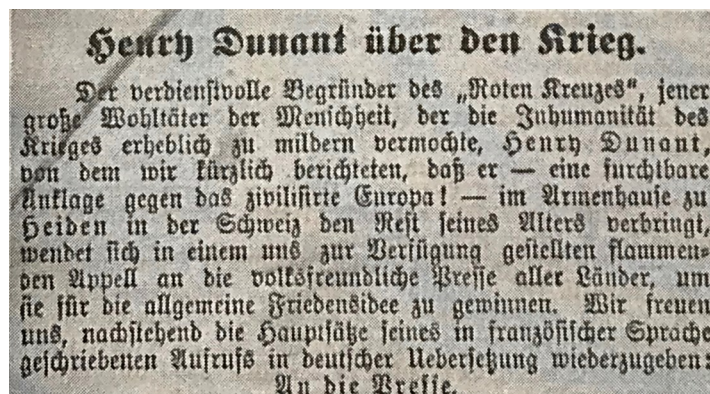 Henry Dunant über den Krieg.
Der verdienstvolle Begründer des „Roten Kreuzes“, jener
große Wohltäter der Menschheit, der die Inhumanität des
Krieges erheblich zu mildern vermochte, Henry Dunant,
von dem wir kürzlich berichteten, daß er — eine furchtbare
Anklage gegen das zivilisirte Europa! — im Armenhause zu
Heiden in der Schweiz den Rest seines Alters verbringt,
wendet sich in einem uns zur Verfügung gestellten flammen-
den Appell an die volksfreundliche Presse aller Länder, um
sie für die allgemeine Friedensidee zu gewinnen. Wir freuen
uns, nachstehend die Hauptsätze seines in französischer Sprache
geschriebenen Aufrufs in deutscher Uebersetzung wiederzugeben:
An die Presse.